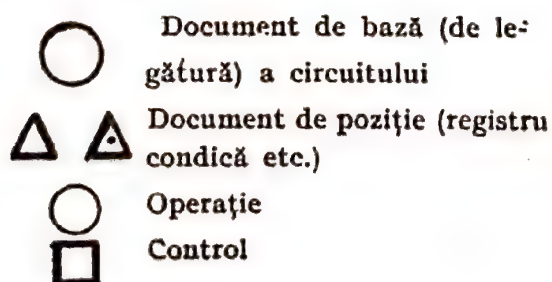 Document de bază (de le-
gătură) a circuitului
Document de poziție (registru
condică etc.)
Operație
Control